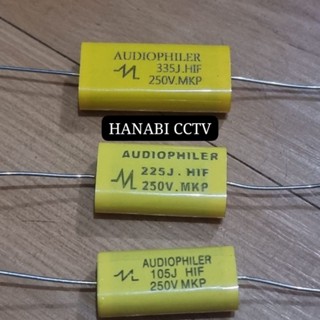 AUDIOPHILER
335J.HIF
250V.MKP
HANABI CCTV
AUDIOPHILER
225J.HIF
250V.MKP
AUDIOPHILER
105J HIF
250V.MKP